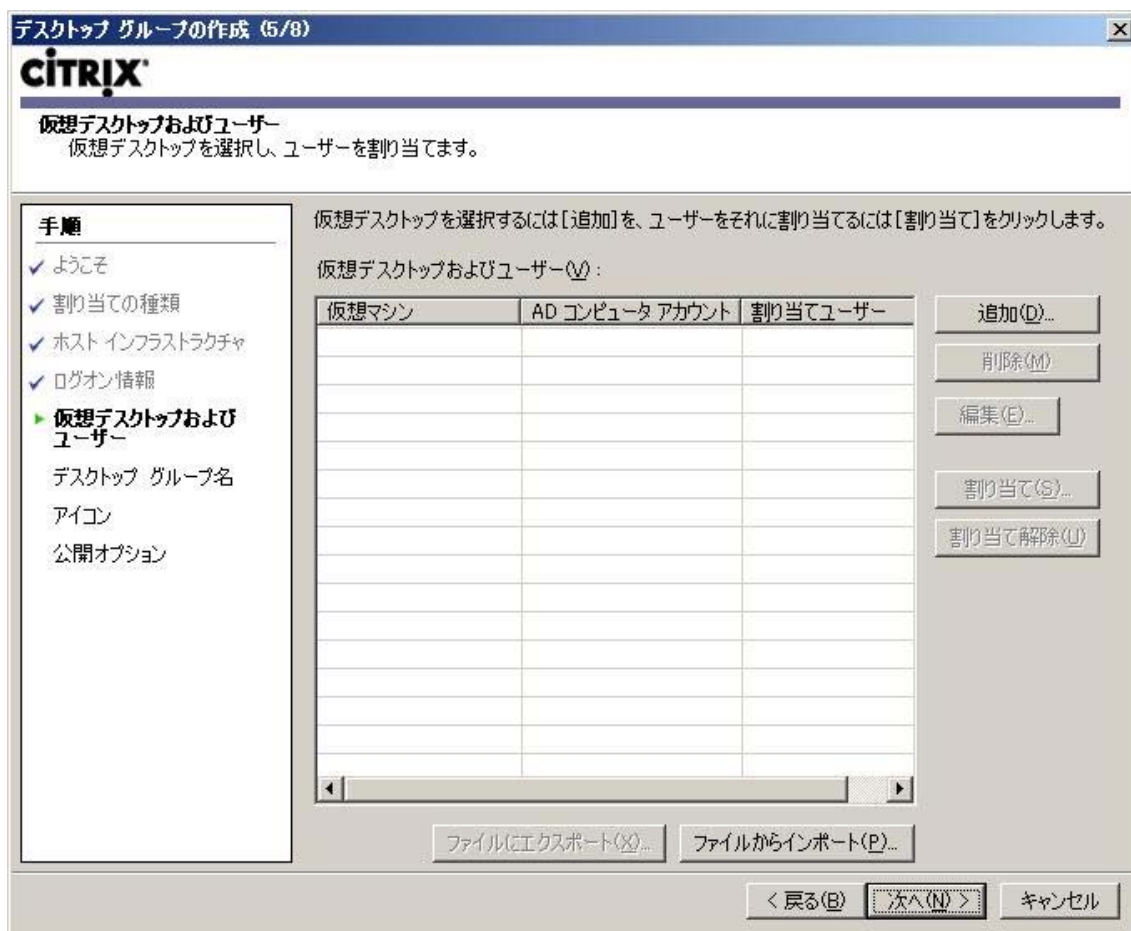 デスクトップ グループの作成 (5/8)
CITRIX
仮想デスクトップおよびユーザー
仮想デスクトップを選択し、ユーザーを割り当てます。
手順
ようこそ
割り当ての種類
ホスト インフラストラクチャ
ログオン情報
仮想デスクトップおよび
ユーザー
デスクトップ グループ名
アイコン
公開オプション
仮想デスクトップを選択するには[追加]を、ユーザーをそれに割り当てるには[割り当て]をクリックします。
仮想デスクトップおよびユーザー(V):
仮想マシン AD コンピュータ アカウント 割り当てユーザー
追加(D)...
削除(M)
編集(E)...
割り当て(S)...
割り当て解除(U)
ファイルにエクスポート(X)... ファイルからインポート(P)...
< 戻る(B) 次へ(N) > キャンセル